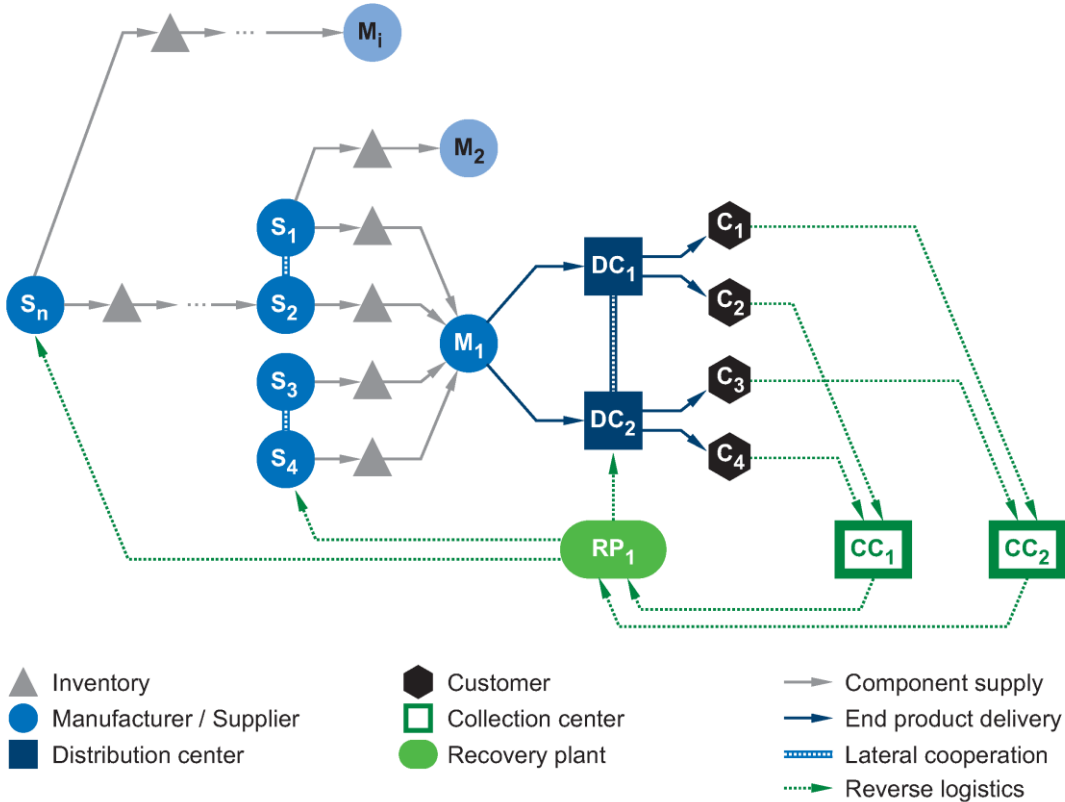 ... Mi
M2
S1
Sn ... S2
M1
S3
S4
DC1
DC2
C1
C2
C3
C4
RP1
CC1
CC2
Inventory
Manufacturer / Supplier
Distribution center
Customer
Collection center
Recovery plant
Component supply
End product delivery
Lateral cooperation
Reverse logistics